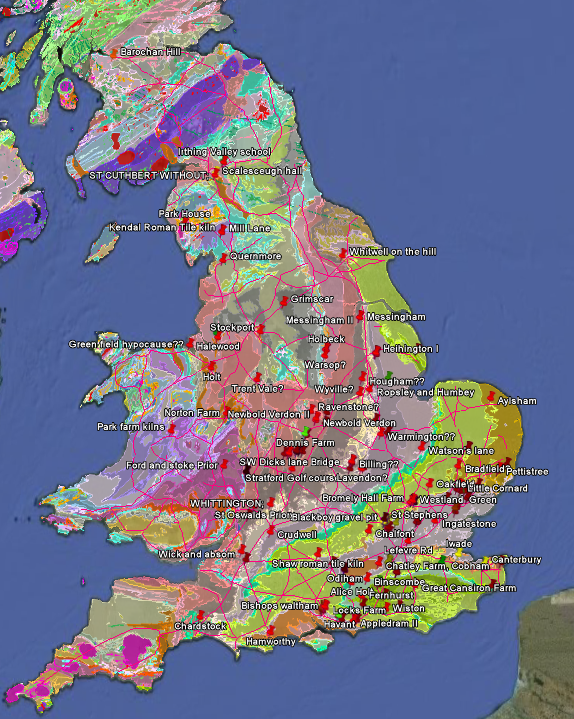 Barochan Hill
Irthing Valley school
ST CUTHBERT WITHOUT,
Scalesceugh hall
Park House
Kendal Roman Tile kiln
Mill Lane
Whitwell on the hill
Quernmore
Grimscar
Messingham II
Messingham
Stockport
Holbeck
Green field hypocause??
Halewood
Heihington I
Warsop?
Holt
Hougham??
Trent Vale?
Wyville?
Ropsley and Humbey
Aylsham
Norton Farm
Newbold Verdon II
Ravenstone?
Newbold Verdon
Park farm kilns
Warmington??
Dennis Farm
Watson's lane
Ford and stoke Prior
SW Dicks lane Bridge
Billing??
Bradfield
Pettistree
Stratford Golf cours
Lavendon?
Oakfield
Little Cornard
WHITTINGTON,
Bromely Hall Farm
Westland
Green
St Oswalds Priory
Blackboy gravel pit
St Stephens
Ingatestone
Crudwell
Chalfont
Iwade
Wick and absom
Lefevre Rd
Shaw roman tile kiln
Chatley Farm, Cobham
Canterbury
Odiham
Binscombe
Great Cansiron Farm
Alice Holt
Fernhurst
Bishops waltham
Locks Farm
Wiston
Chardstock
Havant
Appledram II
Hamworthy